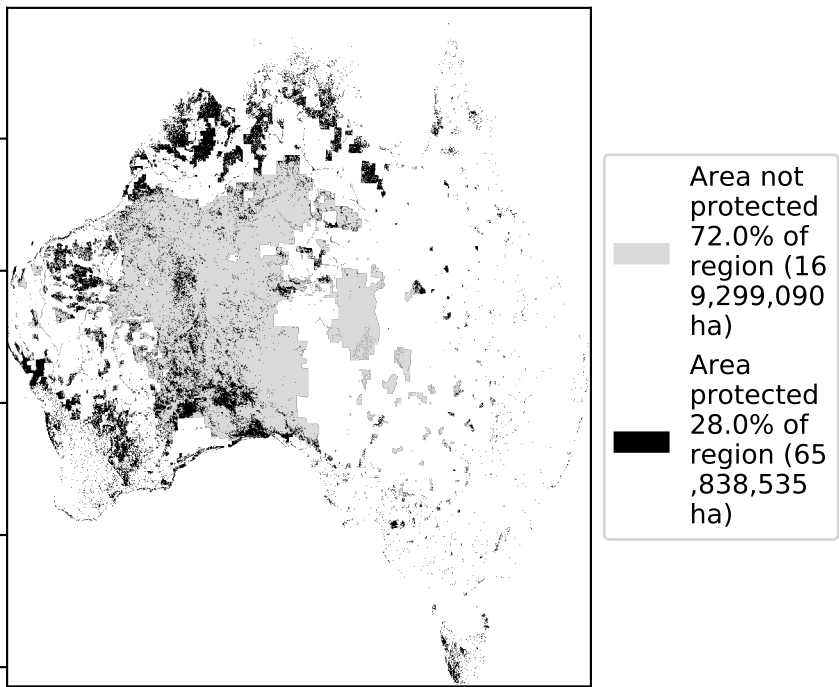 Area not
protected
72.0% of
region (16
9,299,090
ha)
Area
protected
28.0% of
region (65
,838,535
ha)